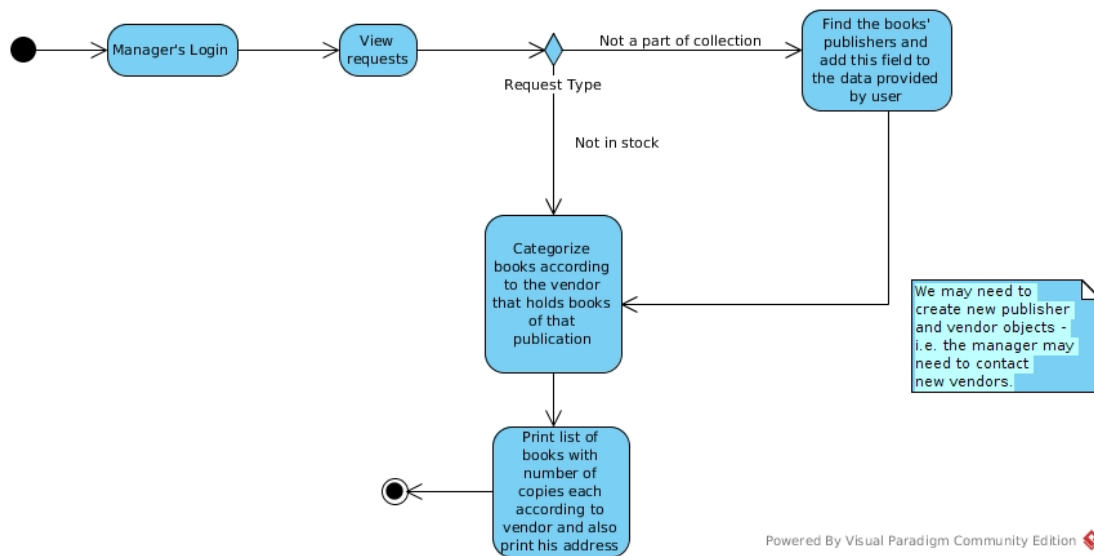 Manager's Login
View
requests
Not a part of collection
Request Type
Find the books'
publishers and
add this field to
the data provided
by user
Not in stock
Categorize
books according
to the vendor
that holds books
of that
publication
We may need to
create new publisher
and vendor objects -
i.e. the manager may
need to contact
new vendors.
Print list of
books with
number of
copies each
according to
vendor and also
print his address
Powered By Visual Paradigm Community Edition